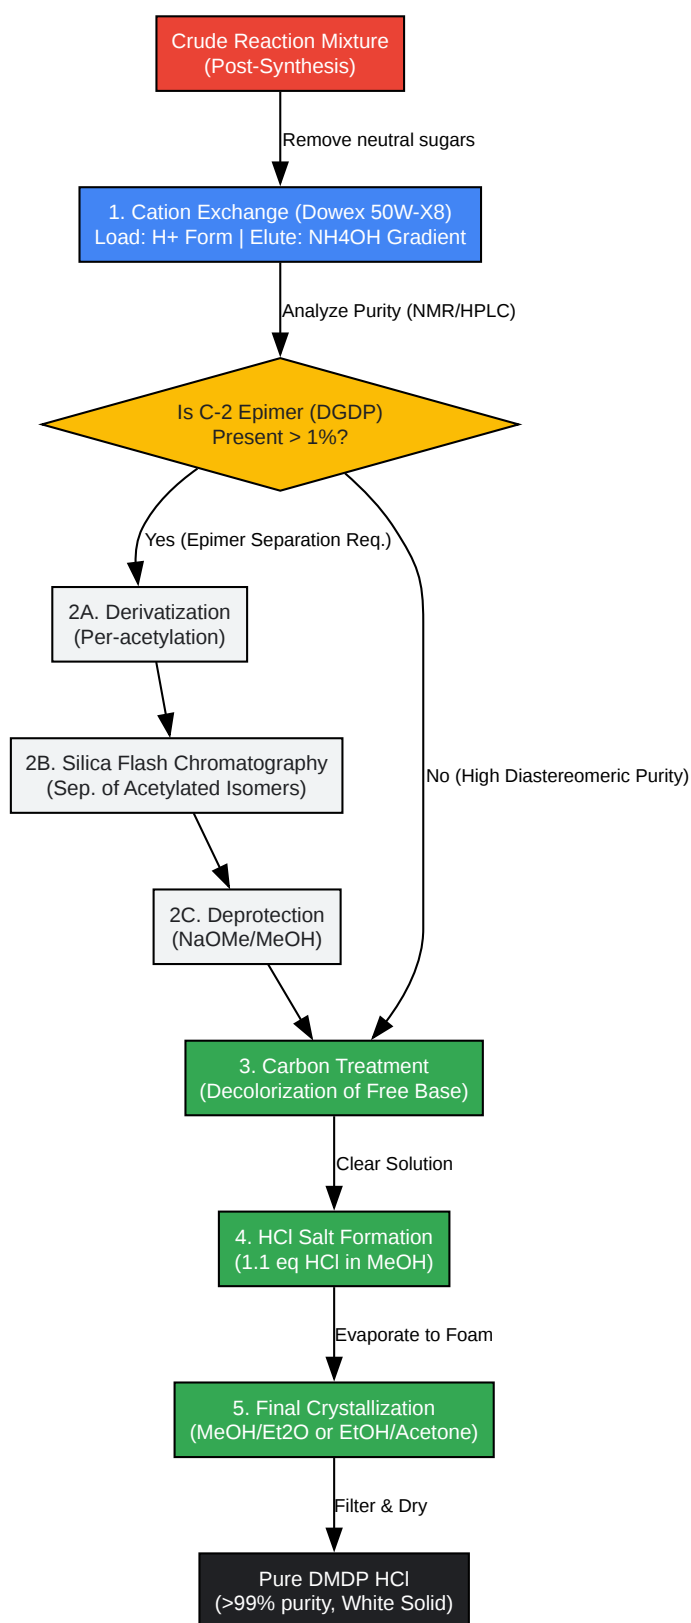 Crude Reaction Mixture
(Post-Synthesis)
Remove neutral sugars
1. Cation Exchange (Dowex 50W-X8)
Load: H+ Form | Elute: NH4OH Gradient
Analyze Purity (NMR/HPLC)
Is C-2 Epimer (DGDP)
Present > 1%?
Yes (Epimer Separation Req.)
2A. Derivatization
(Per-acetylation)
2B. Silica Flash Chromatography
(Sep. of Acetylated Isomers)
No (High Diastereomeric Purity)
2C. Deprotection
(NaOMe/MeOH)
3. Carbon Treatment
(Decolorization of Free Base)
Clear Solution
4. HCl Salt Formation
(1.1 eq HCl in MeOH)
Evaporate to Foam
5. Final Crystallization
(MeOH/Et2O or EtOH/Acetone)
Filter & Dry
Pure DMDP HCl
(>99% purity, White Solid)